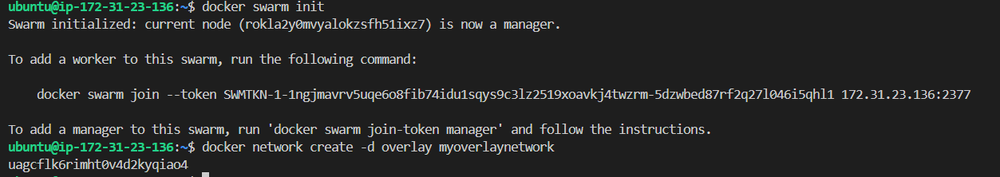 ubuntu@ip-172-31-23-136:~$ docker swarm init
Swarm initialized: current node (rokla2y0mvyalokzsfh51ixz7) is now a manager.
To add a worker to this swarm, run the following command:
docker swarm join --token SWMTKN-1-1ngjmavrv5uqe6o8fib74idu1sqys9c3lz2519xoavkj4twzrm-5dzwbed87rf2q27l046i5qhl1 172.31.23.136:2377
To add a manager to this swarm, run 'docker swarm join-token manager' and follow the instructions.
ubuntu@ip-172-31-23-136:~$ docker network create -d overlay myoverlaynetwork
uagcflk6rimht0v4d2kyqiao4